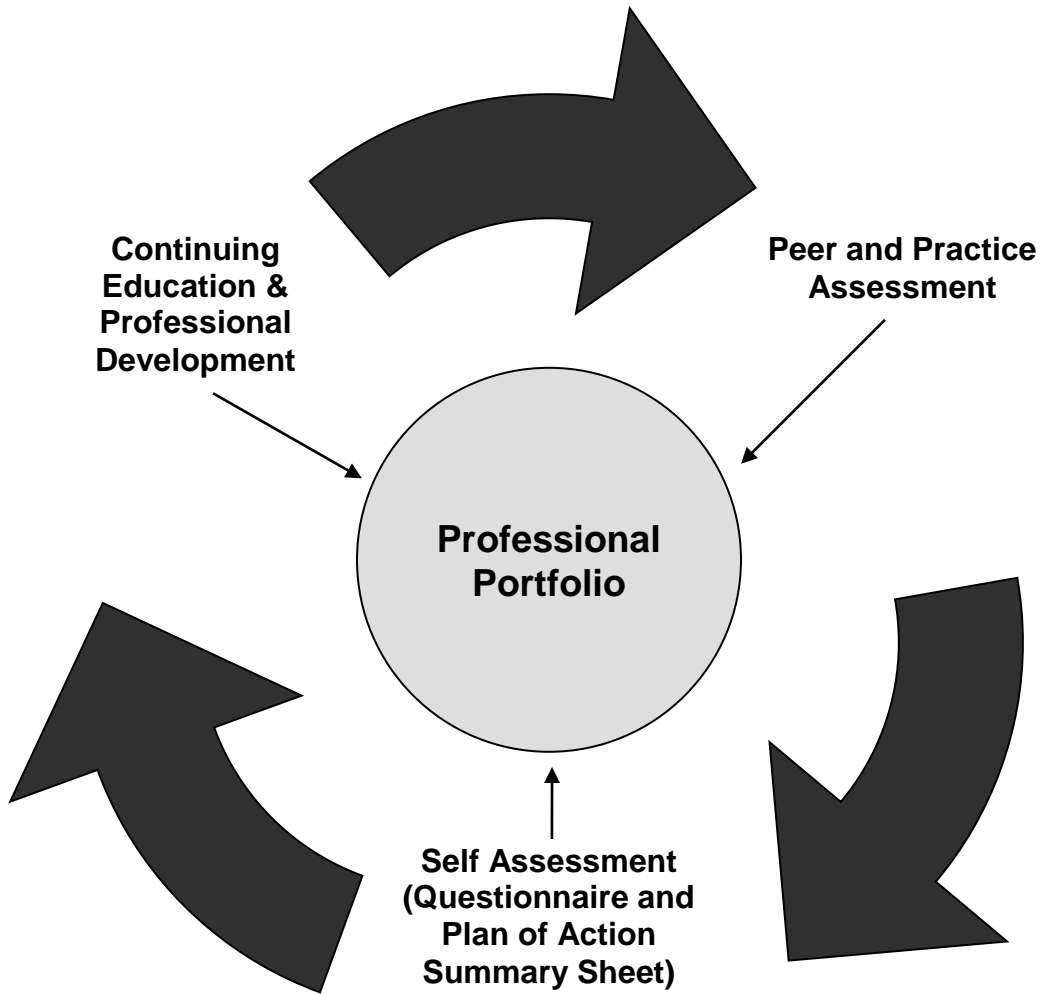 Continuing
Education &
Professional
Development
Peer and Practice
Assessment
Professional
Portfolio
Self Assessment
(Questionnaire and
Plan of Action
Summary Sheet)